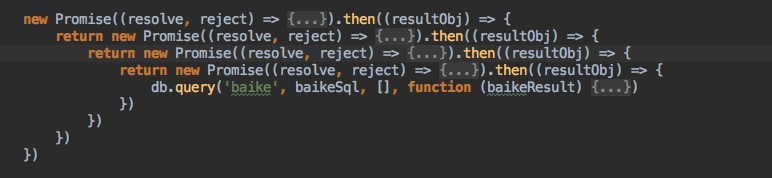 new Promise((resolve, reject) => {...}).then((resultObj) => {
    return new Promise((resolve, reject) => {...}).then((resultObj) => {
        return new Promise((resolve, reject) => {...}).then((resultObj) => {
            return new Promise((resolve, reject) => {...}).then((resultObj) => {
                db.query('baike', baikeSql, [], function (baikeResult) {...})
            })
        })
    })
})